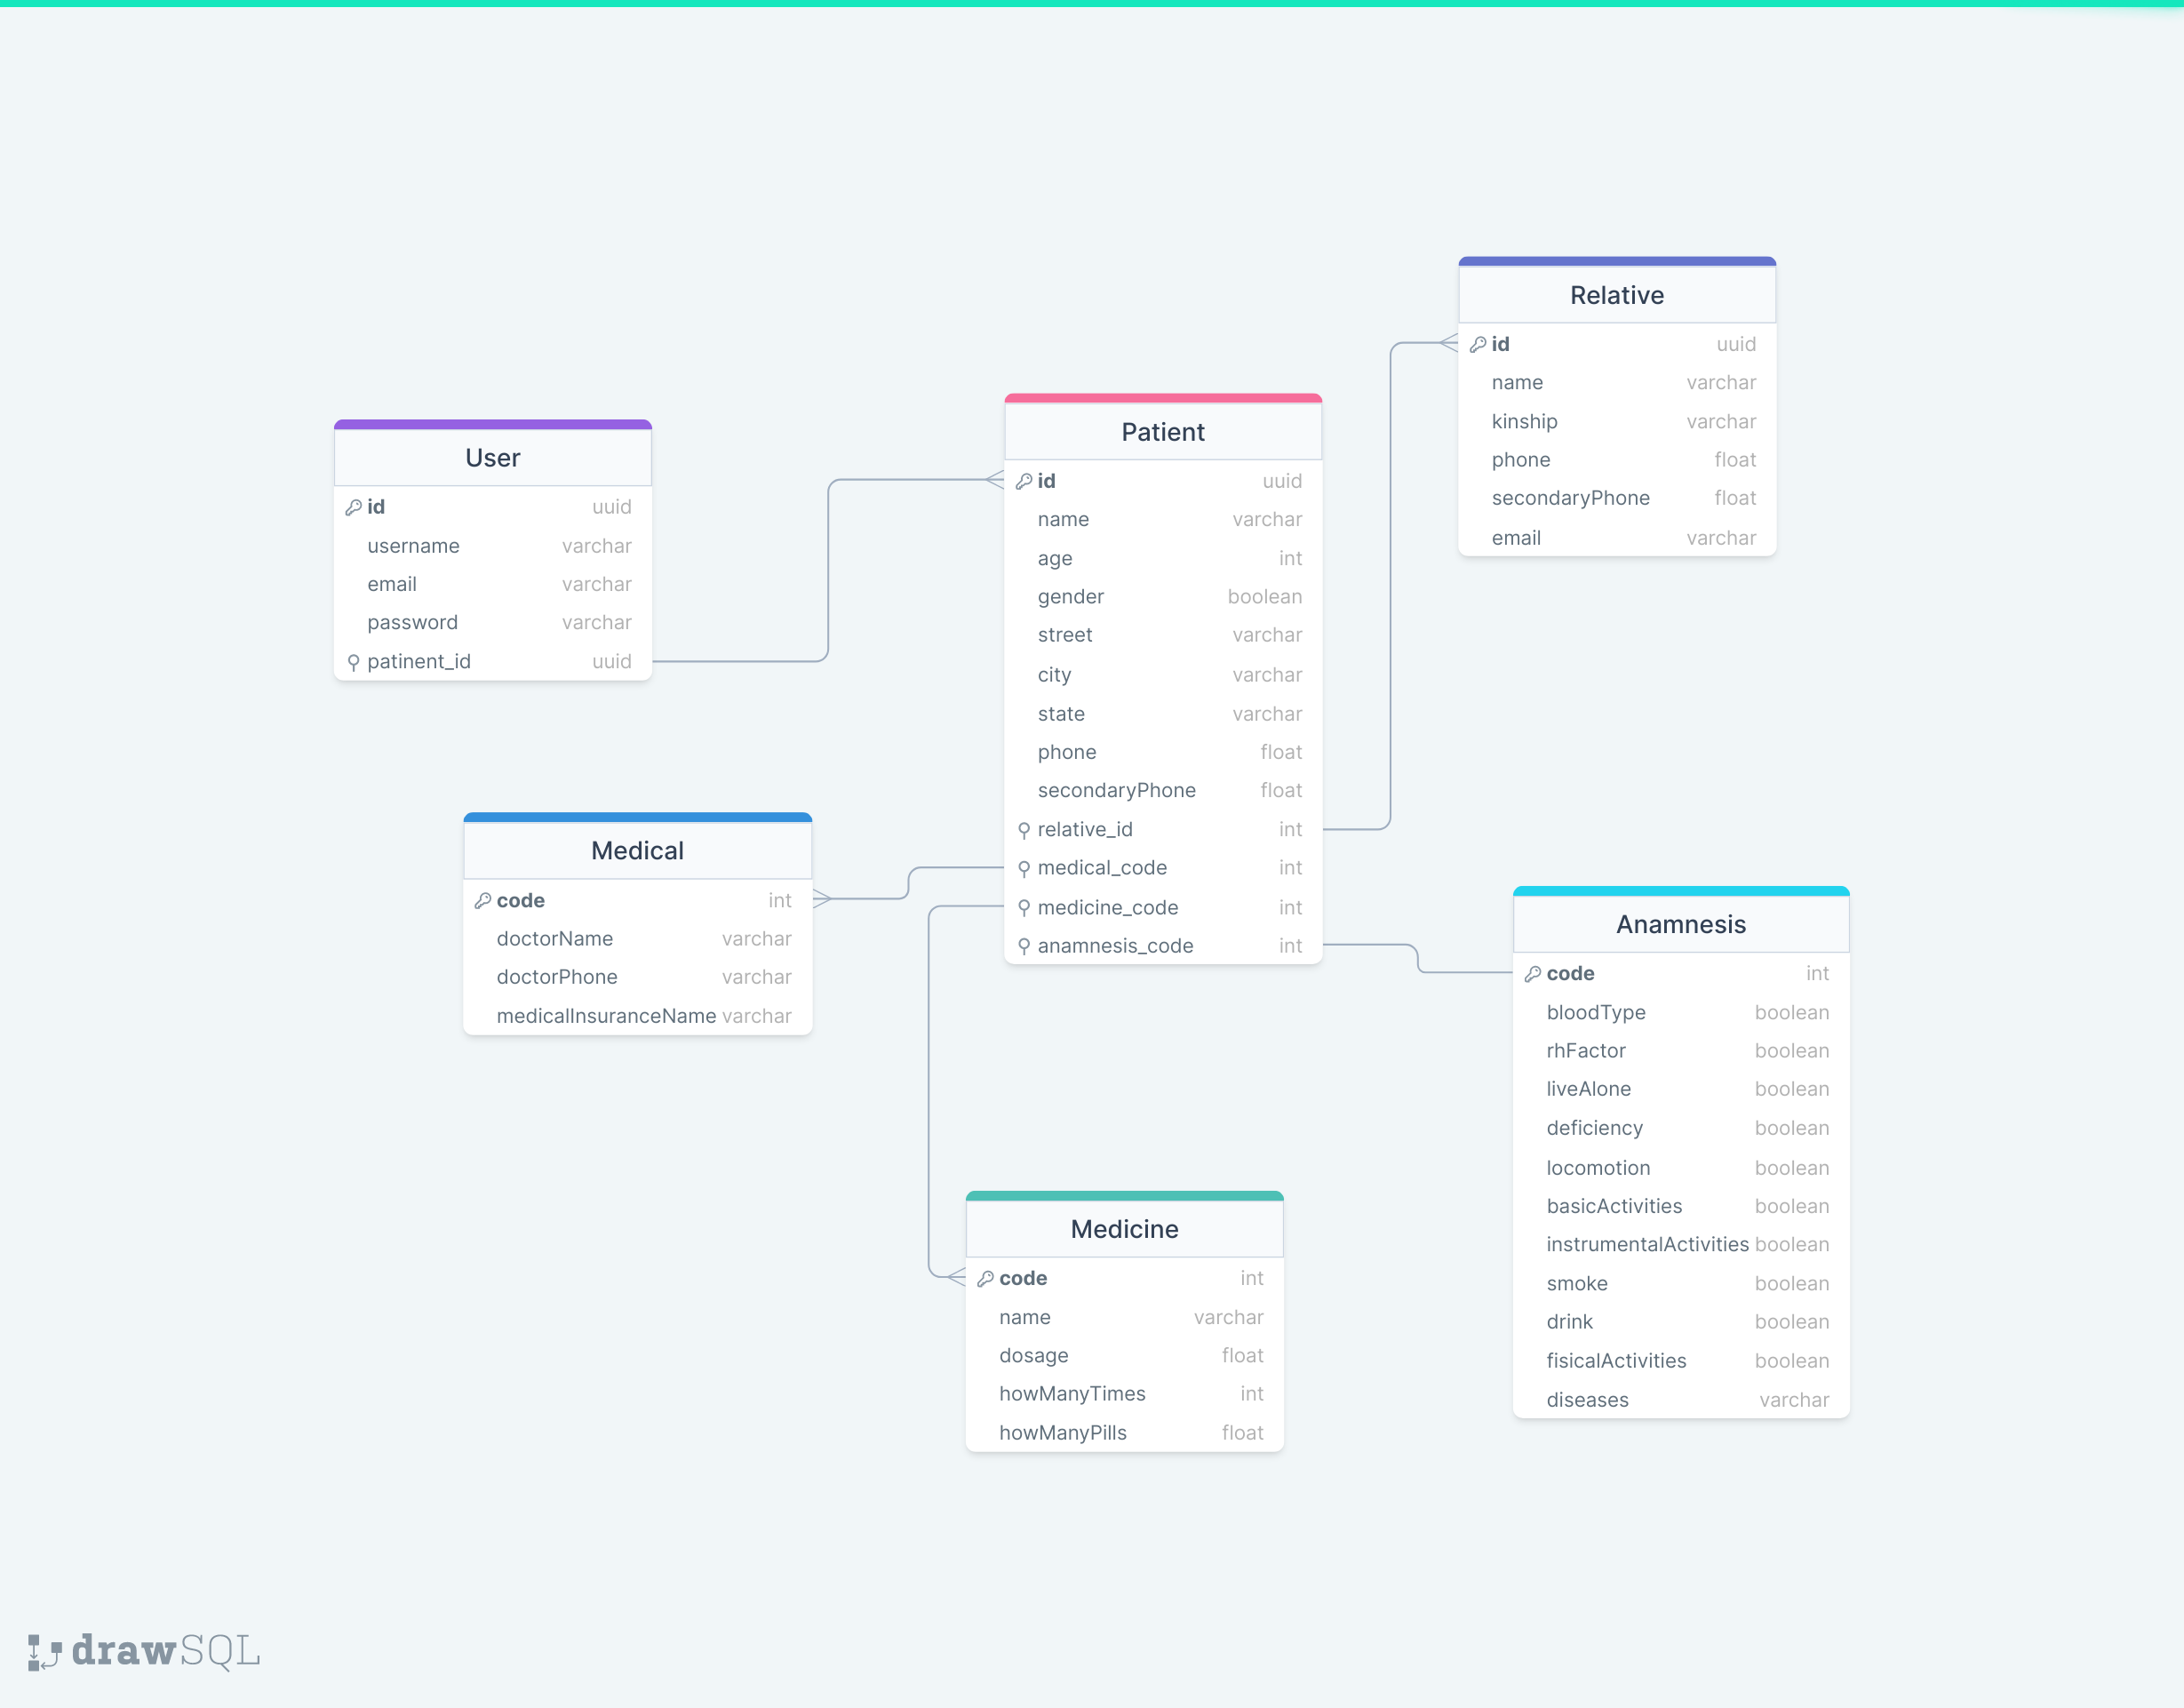 Relative
id uuid
name varchar
kinship varchar
phone float
secondaryPhone float
email varchar
Patient
id uuid
name varchar
age int
gender boolean
street varchar
city varchar
state varchar
phone float
secondaryPhone float
relative_id int
medical_code int
medicine_code int
anamnesis_code int
User
id uuid
username varchar
email varchar
password varchar
patinent_id uuid
Medical
code int
doctorName varchar
doctorPhone varchar
medicalInsuranceName varchar
Anamnesis
code int
bloodType boolean
rhFactor boolean
liveAlone boolean
deficiency boolean
locomotion boolean
basicActivities boolean
instrumentalActivities boolean
smoke boolean
drink boolean
fisicalActivities boolean
diseases varchar
Medicine
code int
name varchar
dosage float
howManyTimes int
howManyPills float
drawSQL